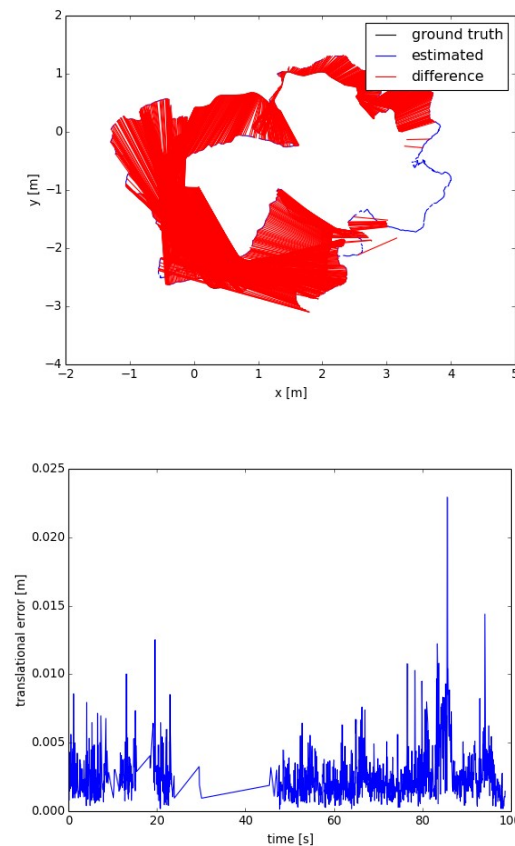 2
1
0
−1
−2
−3
−4
y [m]
ground truth
estimated
difference
−2 −1 0 1 2 3 4 5
x [m]
0.025
0.020
0.015
0.010
0.005
0.000
translational error [m]
0 20 40 60 80 100
time [s]